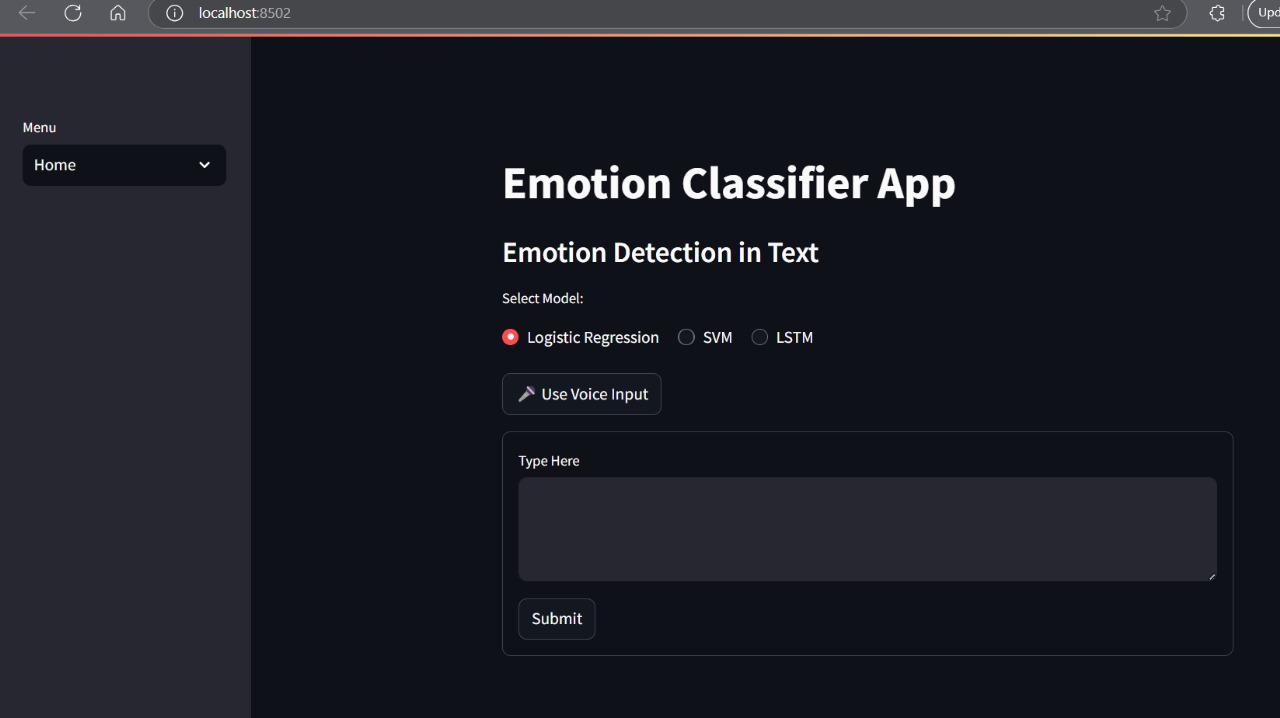 localhost:8502
Upd
Menu
Home
Emotion Classifier App
Emotion Detection in Text
Select Model:
Logistic Regression SVM LSTM
Use Voice Input
Type Here
Submit